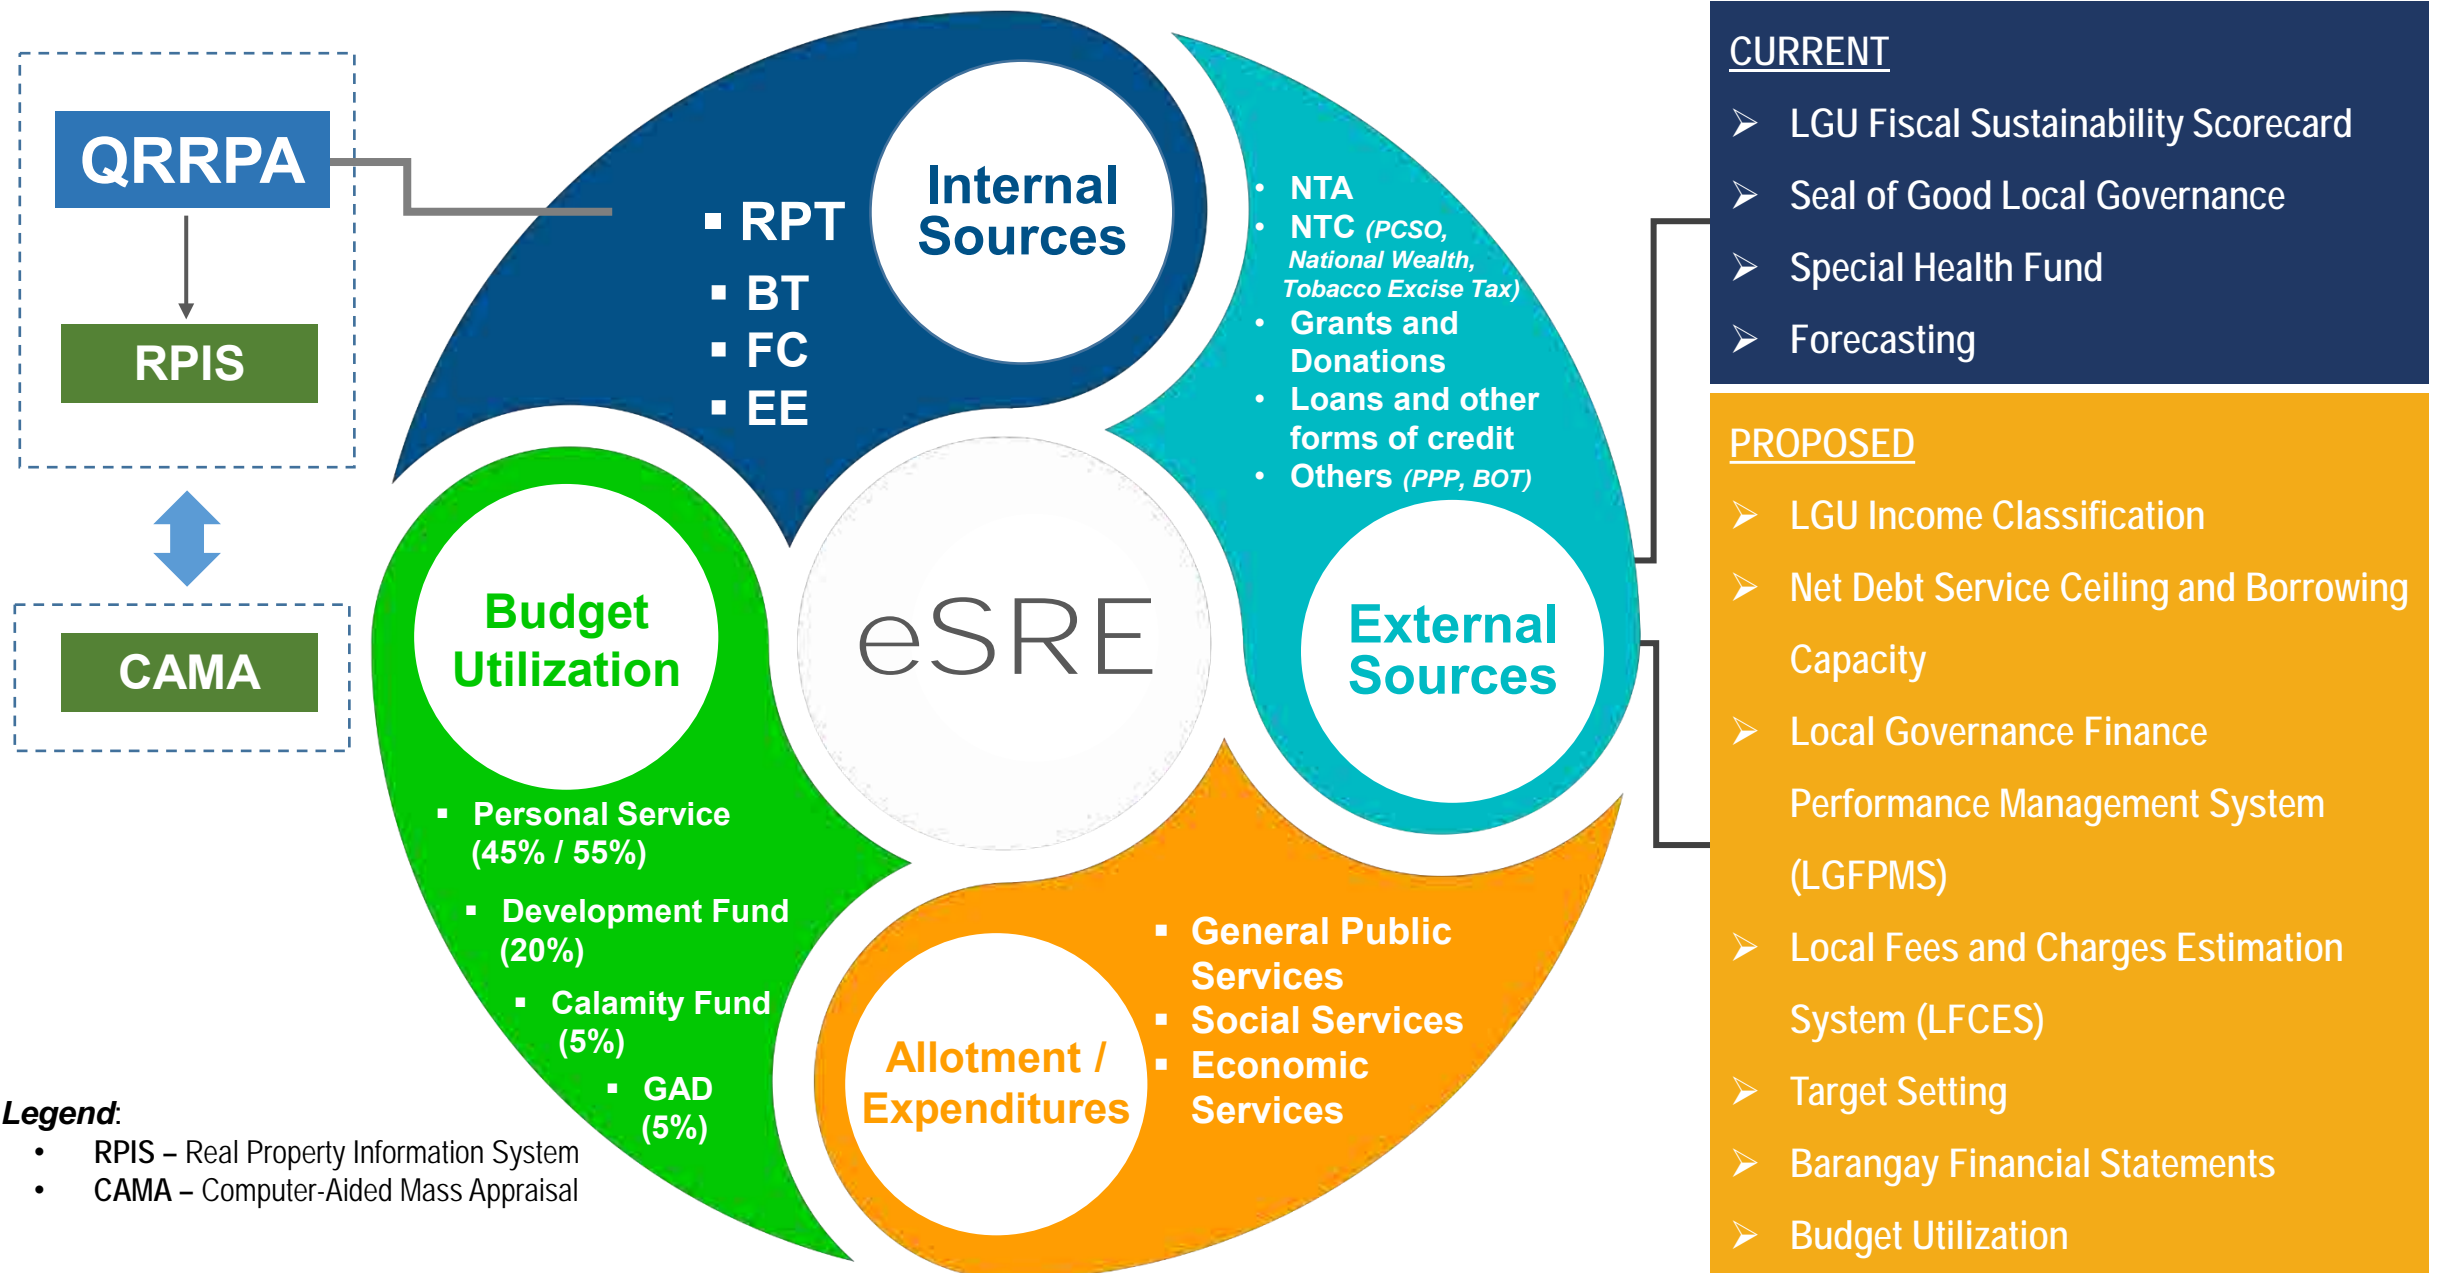 QRRPA
RPIS
CAMA
Internal
Sources
▪ RPT
▪ BT
▪ FC
▪ EE
• NTA
• NTC (PCSO,
National Wealth,
Tobacco Excise Tax)
• Grants and
Donations
• Loans and other
forms of credit
• Others (PPP, BOT)
External
Sources
eSRE
Budget
Utilization
▪ Personal Service
(45% / 55%)
▪ Development Fund
(20%)
▪ Calamity Fund
(5%)
▪ GAD
(5%)
Allotment /
Expenditures
▪ General Public
Services
▪ Social Services
▪ Economic
Services
CURRENT
➢ LGU Fiscal Sustainability Scorecard
➢ Seal of Good Local Governance
➢ Special Health Fund
➢ Forecasting
PROPOSED
➢ LGU Income Classification
➢ Net Debt Service Ceiling and Borrowing
Capacity
➢ Local Governance Finance
Performance Management System
(LGFPMS)
➢ Local Fees and Charges Estimation
System (LFCES)
➢ Target Setting
➢ Barangay Financial Statements
➢ Budget Utilization
Legend:
• RPIS – Real Property Information System
• CAMA – Computer-Aided Mass Appraisal